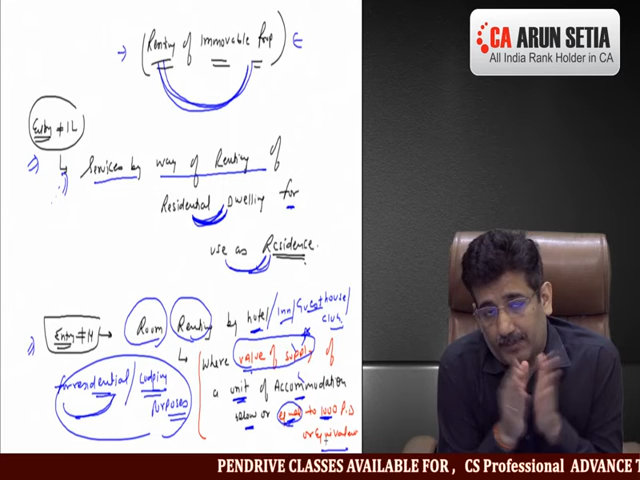 ⇒ (Renting of Immovable Prop) ∈
CA ARUN SETIA
All India Rank Holder in CA
Entry # 12
Services by way of Renting of
Residential Dwelling for
use as Residence.
Entry # 14 → Room Renting by hotel / Inn / Guest house /
club
for residential / Lodging
purposes
where value of supply of
a unit of Accommodation
below or equal to 1000 P.D
or equivalent
PENDRIVE CLASSES AVAILABLE FOR , CS Professional ADVANCE T